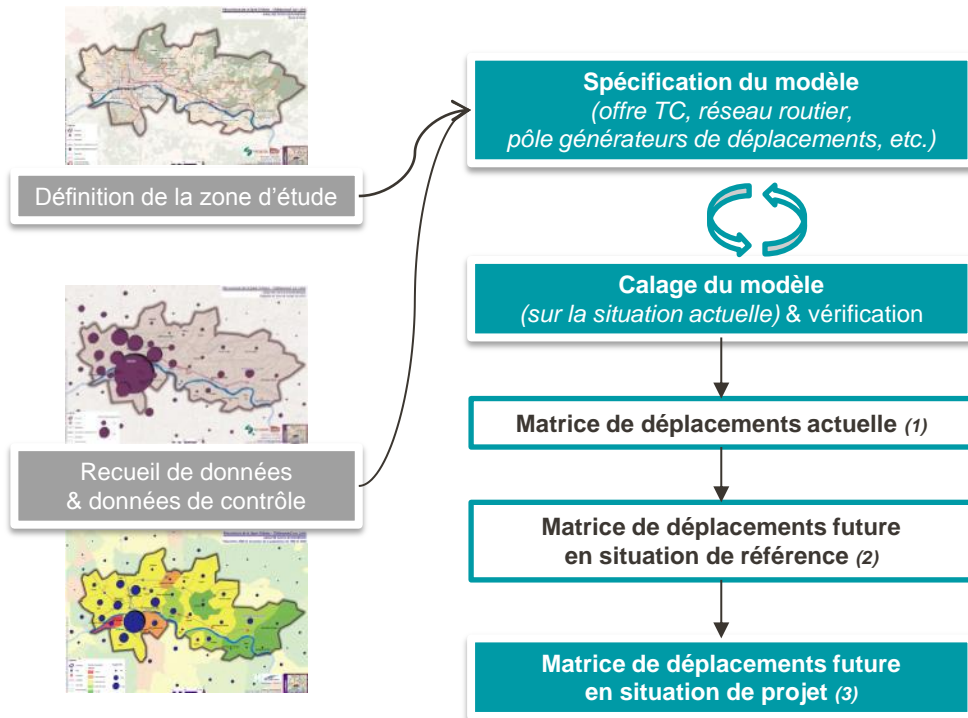 Définition de la zone d'étude
Recueil de données
& données de contrôle
Spécification du modèle
(offre TC, réseau routier,
pôle générateurs de déplacements, etc.)
Calage du modèle
(sur la situation actuelle) & vérification
Matrice de déplacements actuelle (1)
Matrice de déplacements future
en situation de référence (2)
Matrice de déplacements future
en situation de projet (3)